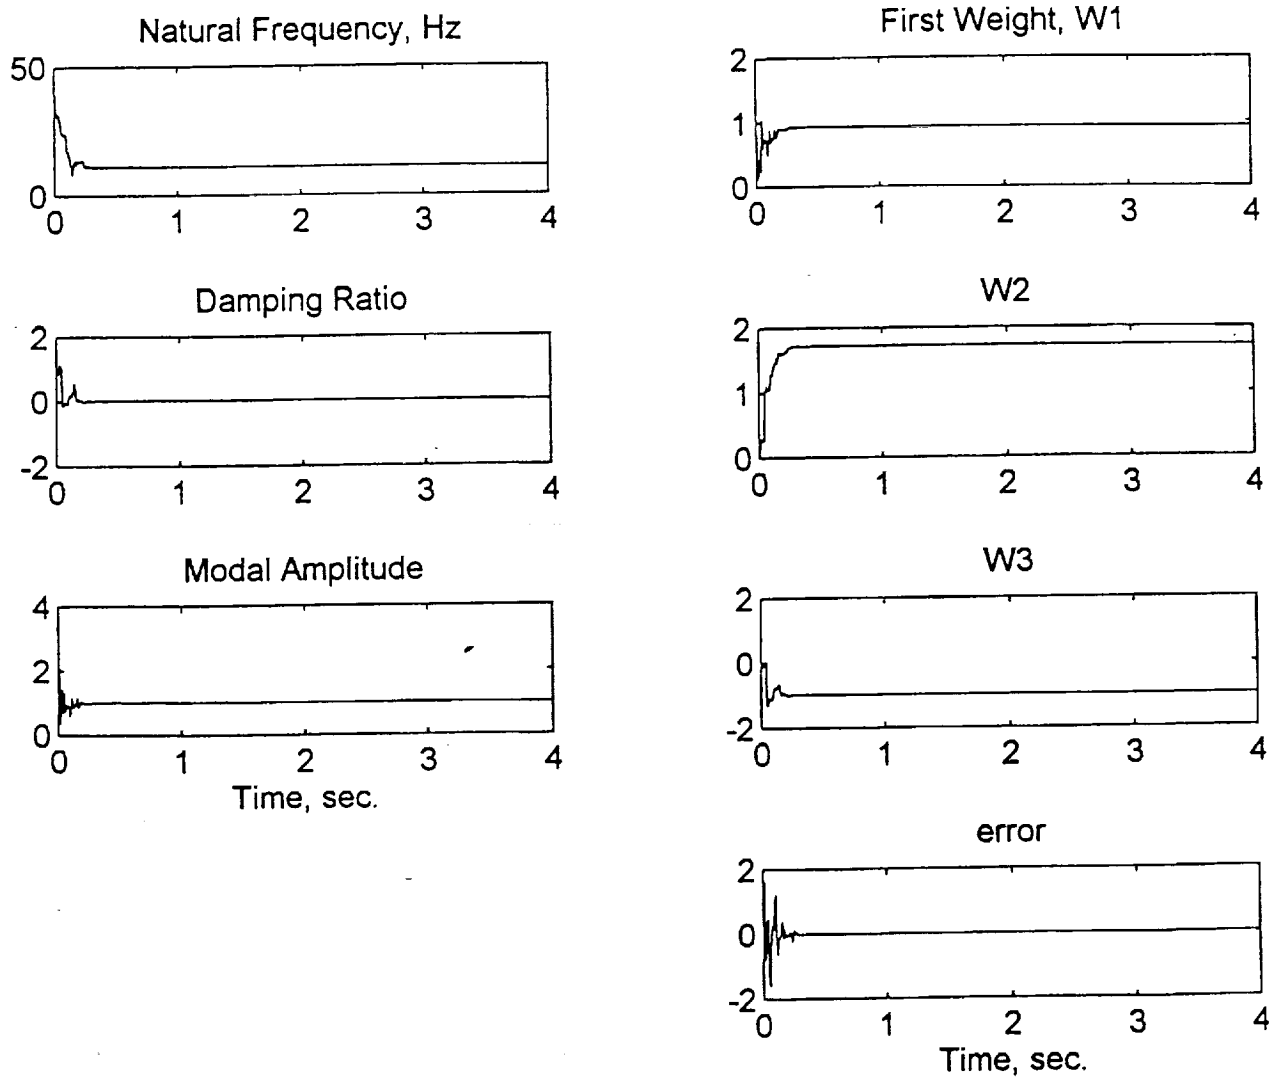 Natural Frequency, Hz
50
0
0 1 2 3 4
Damping Ratio
2
0
-2
0 1 2 3 4
Modal Amplitude
4
2
0
0 1 2 3 4
Time, sec.
First Weight, W1
2
1
0
0 1 2 3 4
W2
2
1
0
0 1 2 3 4
W3
2
0
-2
0 1 2 3 4
error
2
0
-2
0 1 2 3 4
Time, sec.